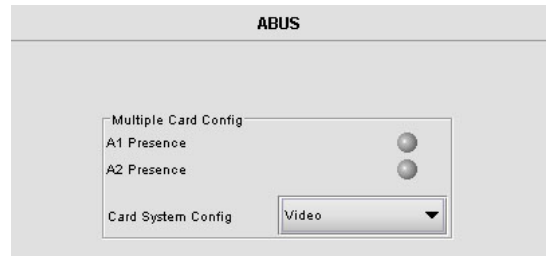 ABUS
Multiple Card Config
A1 Presence
A2 Presence
Card System Config Video